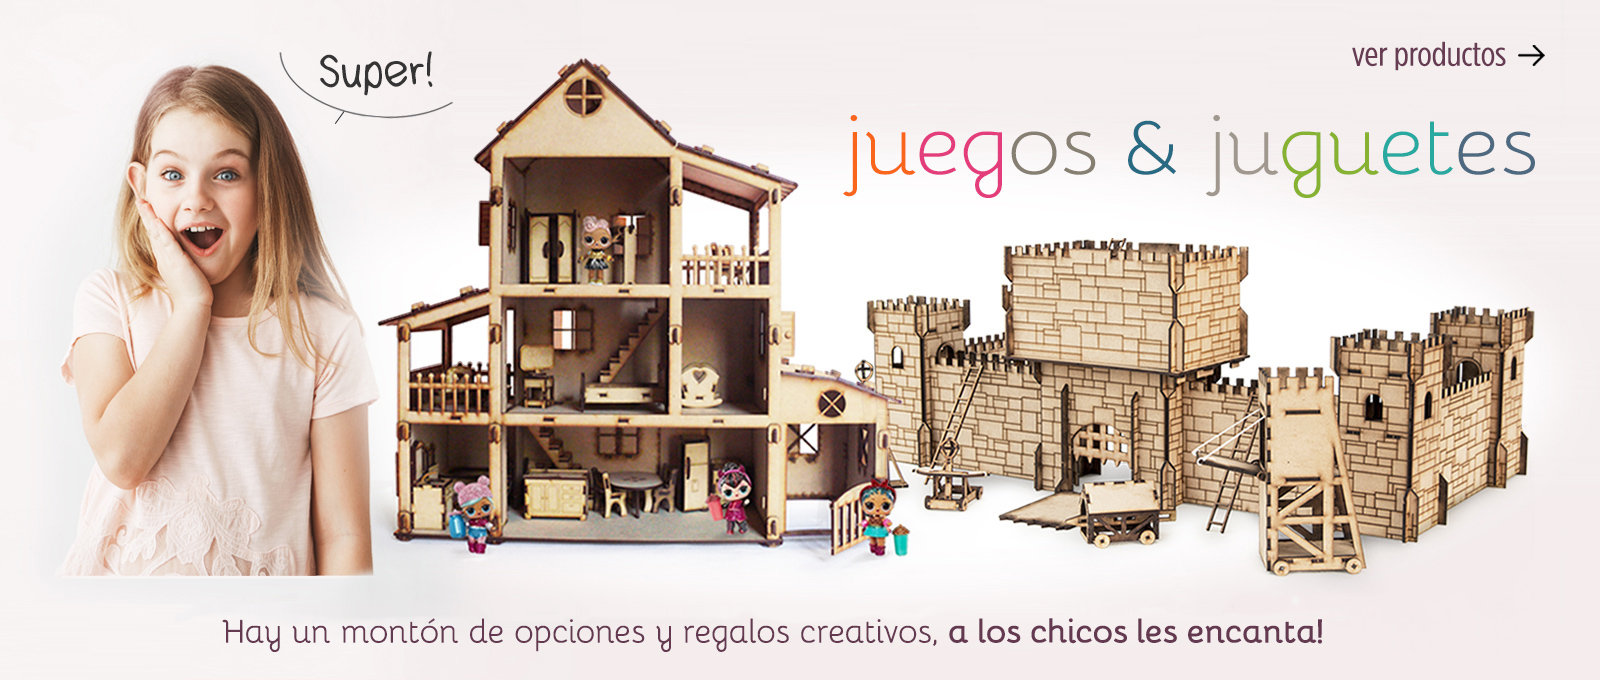 Super!
ver productos →
juegos & juguetes
Hay un montón de opciones y regalos creativos, a los chicos les encanta!